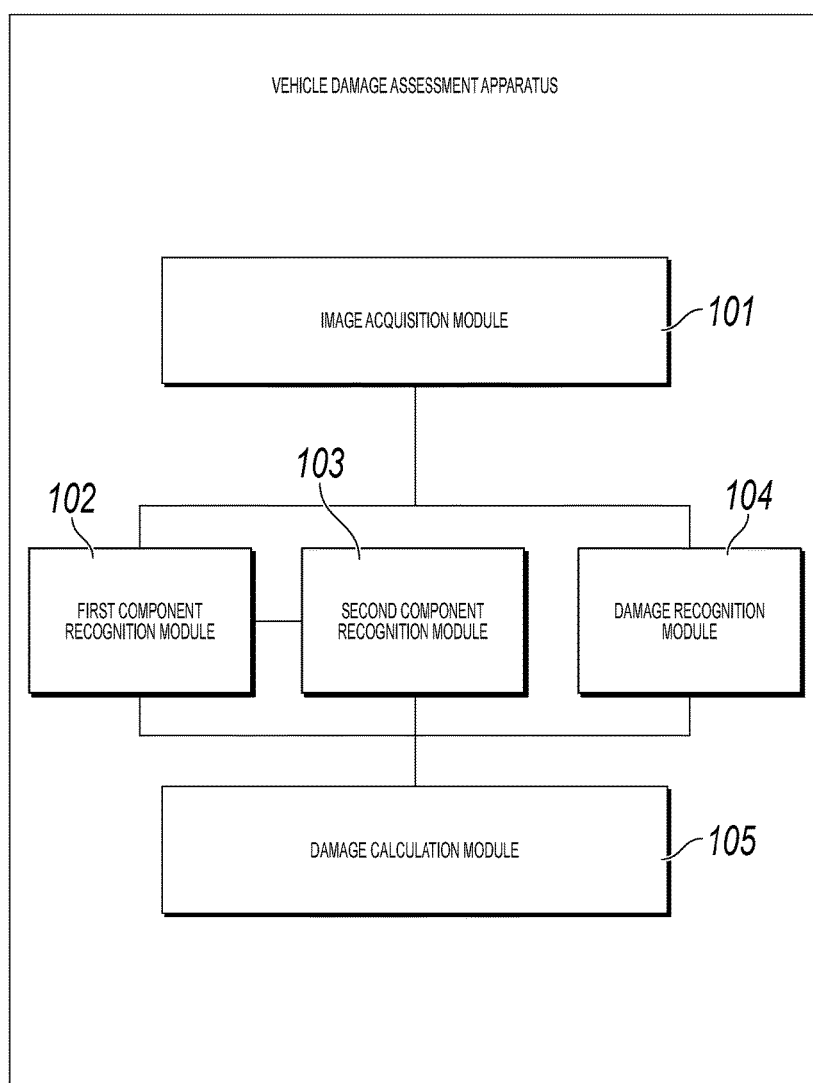 VEHICLE DAMAGE ASSESSMENT APPARATUS
IMAGE ACQUISITION MODULE
101
102
103
104
FIRST COMPONENT
RECOGNITION MODULE
SECOND COMPONENT
RECOGNITION MODULE
DAMAGE RECOGNITION
MODULE
DAMAGE CALCULATION MODULE
105